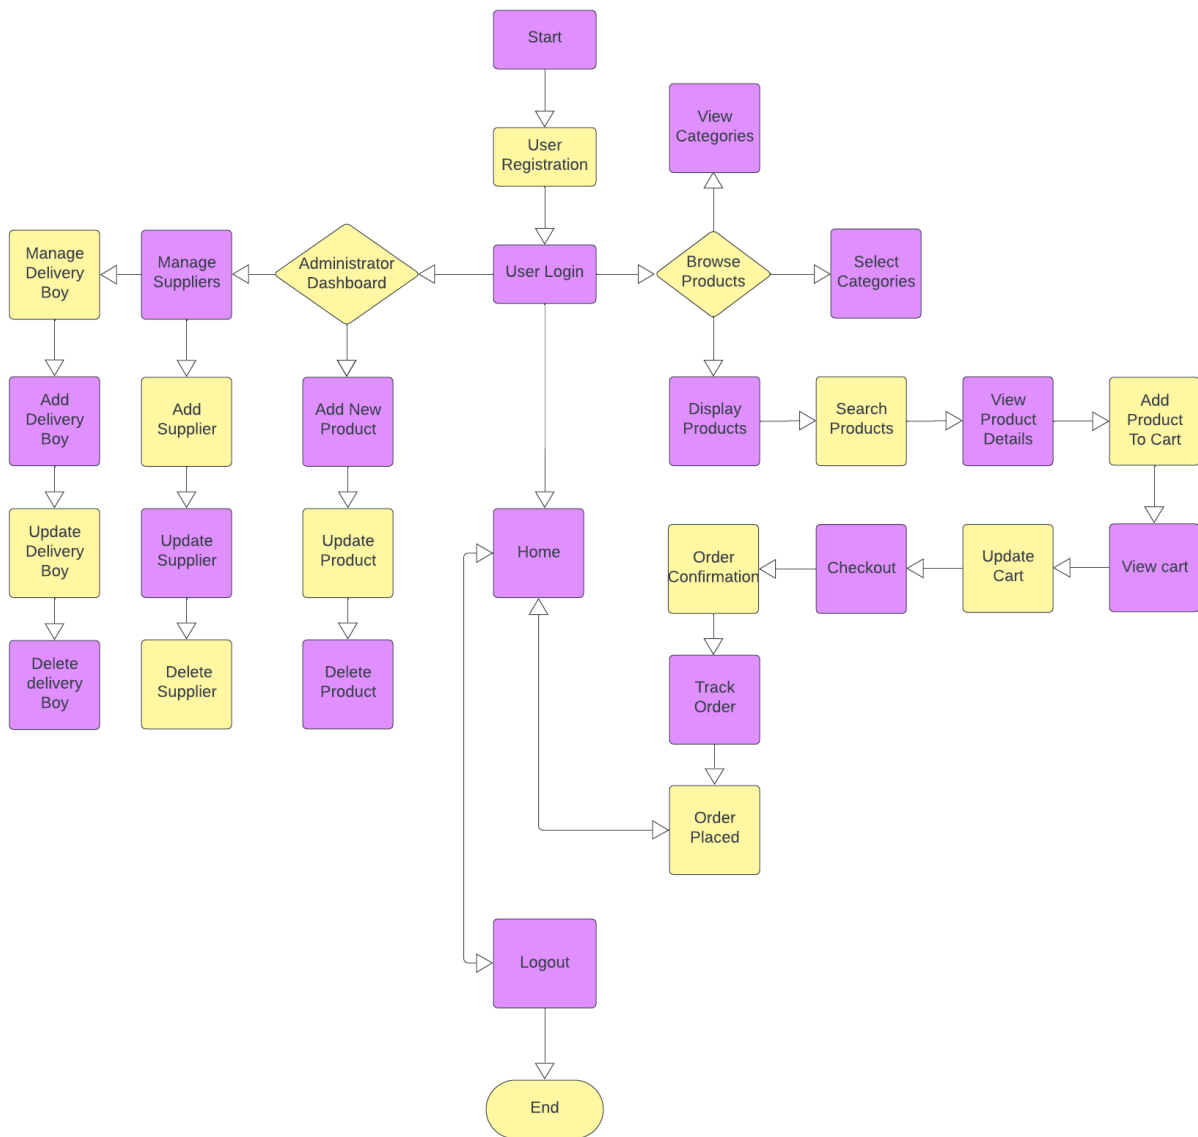 Start
View
Categories
User
Registration
Manage
Delivery
Boy
Manage
Suppliers
Administrator
Dashboard
User Login
Browse
Products
Select
Categories
Add
Delivery
Boy
Add
Supplier
Add New
Product
Display
Products
Search
Products
View
Product
Details
Add
Product
To Cart
Update
Delivery
Boy
Update
Supplier
Update
Product
Home
Order
Confirmation
Checkout
Update
Cart
View cart
Delete
delivery
Boy
Delete
Supplier
Delete
Product
Track
Order
Order
Placed
Logout
End